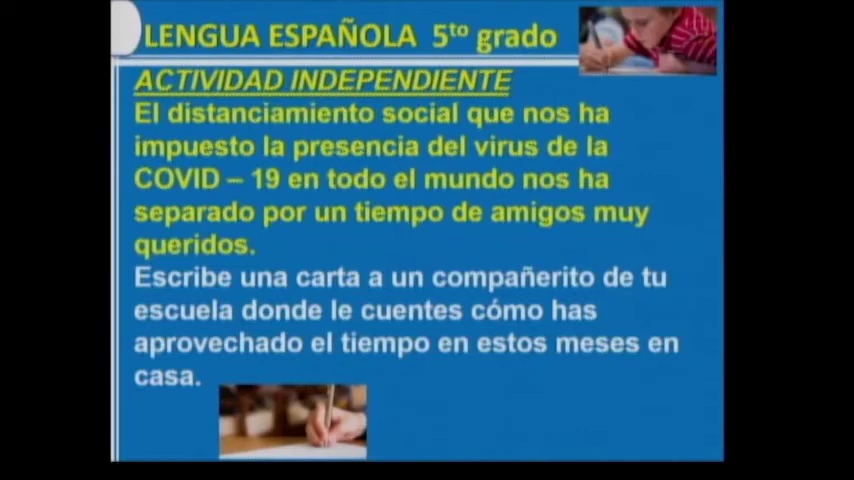 LENGUA ESPAÑOLA 5to grado
ACTIVIDAD INDEPENDIENTE
El distanciamiento social que nos ha
impuesto la presencia del virus de la
COVID – 19 en todo el mundo nos ha
separado por un tiempo de amigos muy
queridos.
Escribe una carta a un compañerito de tu
escuela donde le cuentes cómo has
aprovechado el tiempo en estos meses en
casa.